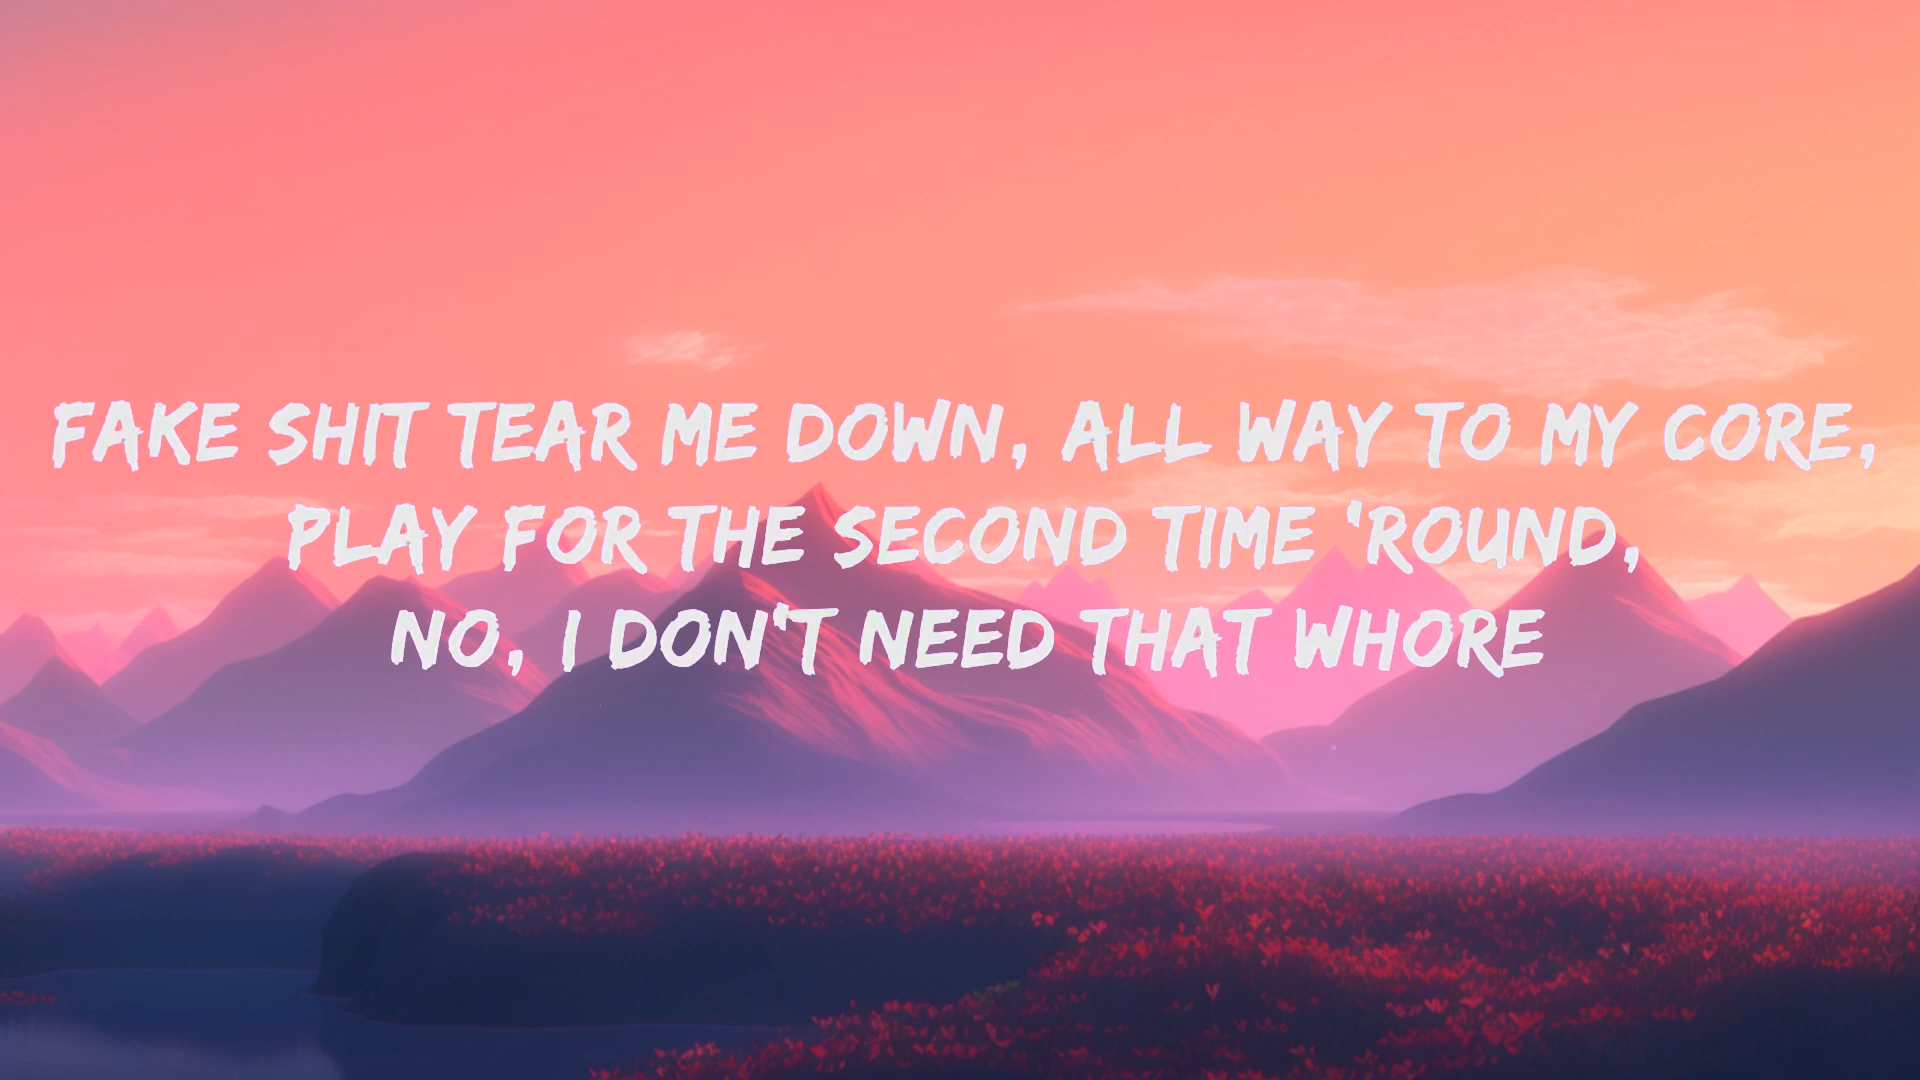 FAKE SHIT TEAR ME DOWN, ALL WAY TO MY CORE,
PLAY FOR THE SECOND TIME 'ROUND,
NO, I DON'T NEED THAT WHORE